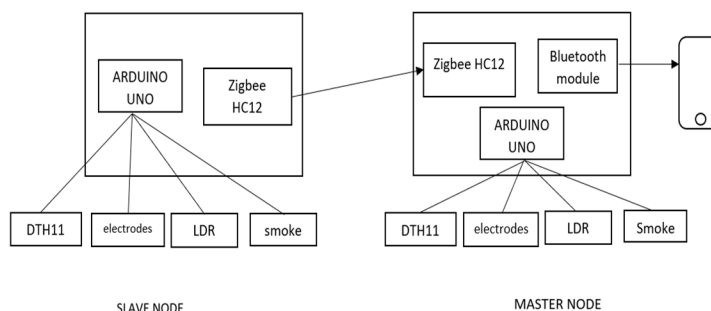 ARDUINO
UNO
Zigbee
HC12
DTH11
electrodes
LDR
smoke
SLAVE NODE
Zigbee HC12
Bluetooth
module
ARDUINO
UNO
DTH11
electrodes
LDR
Smoke
MASTER NODE